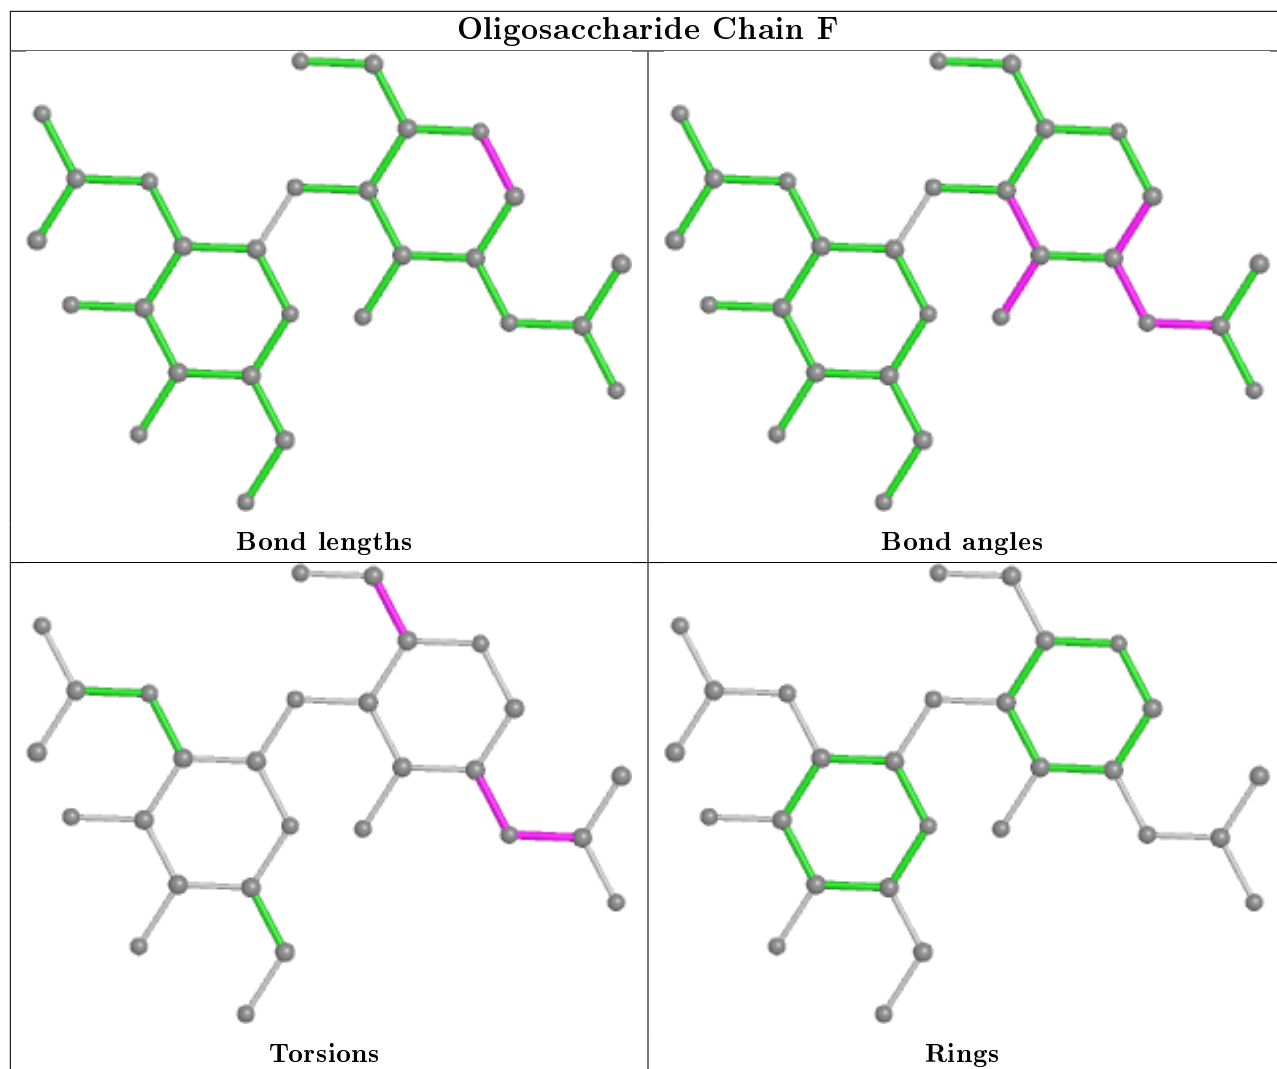 Oligosaccharide Chain F
Bond lengths
Bond angles
Torsions
Rings